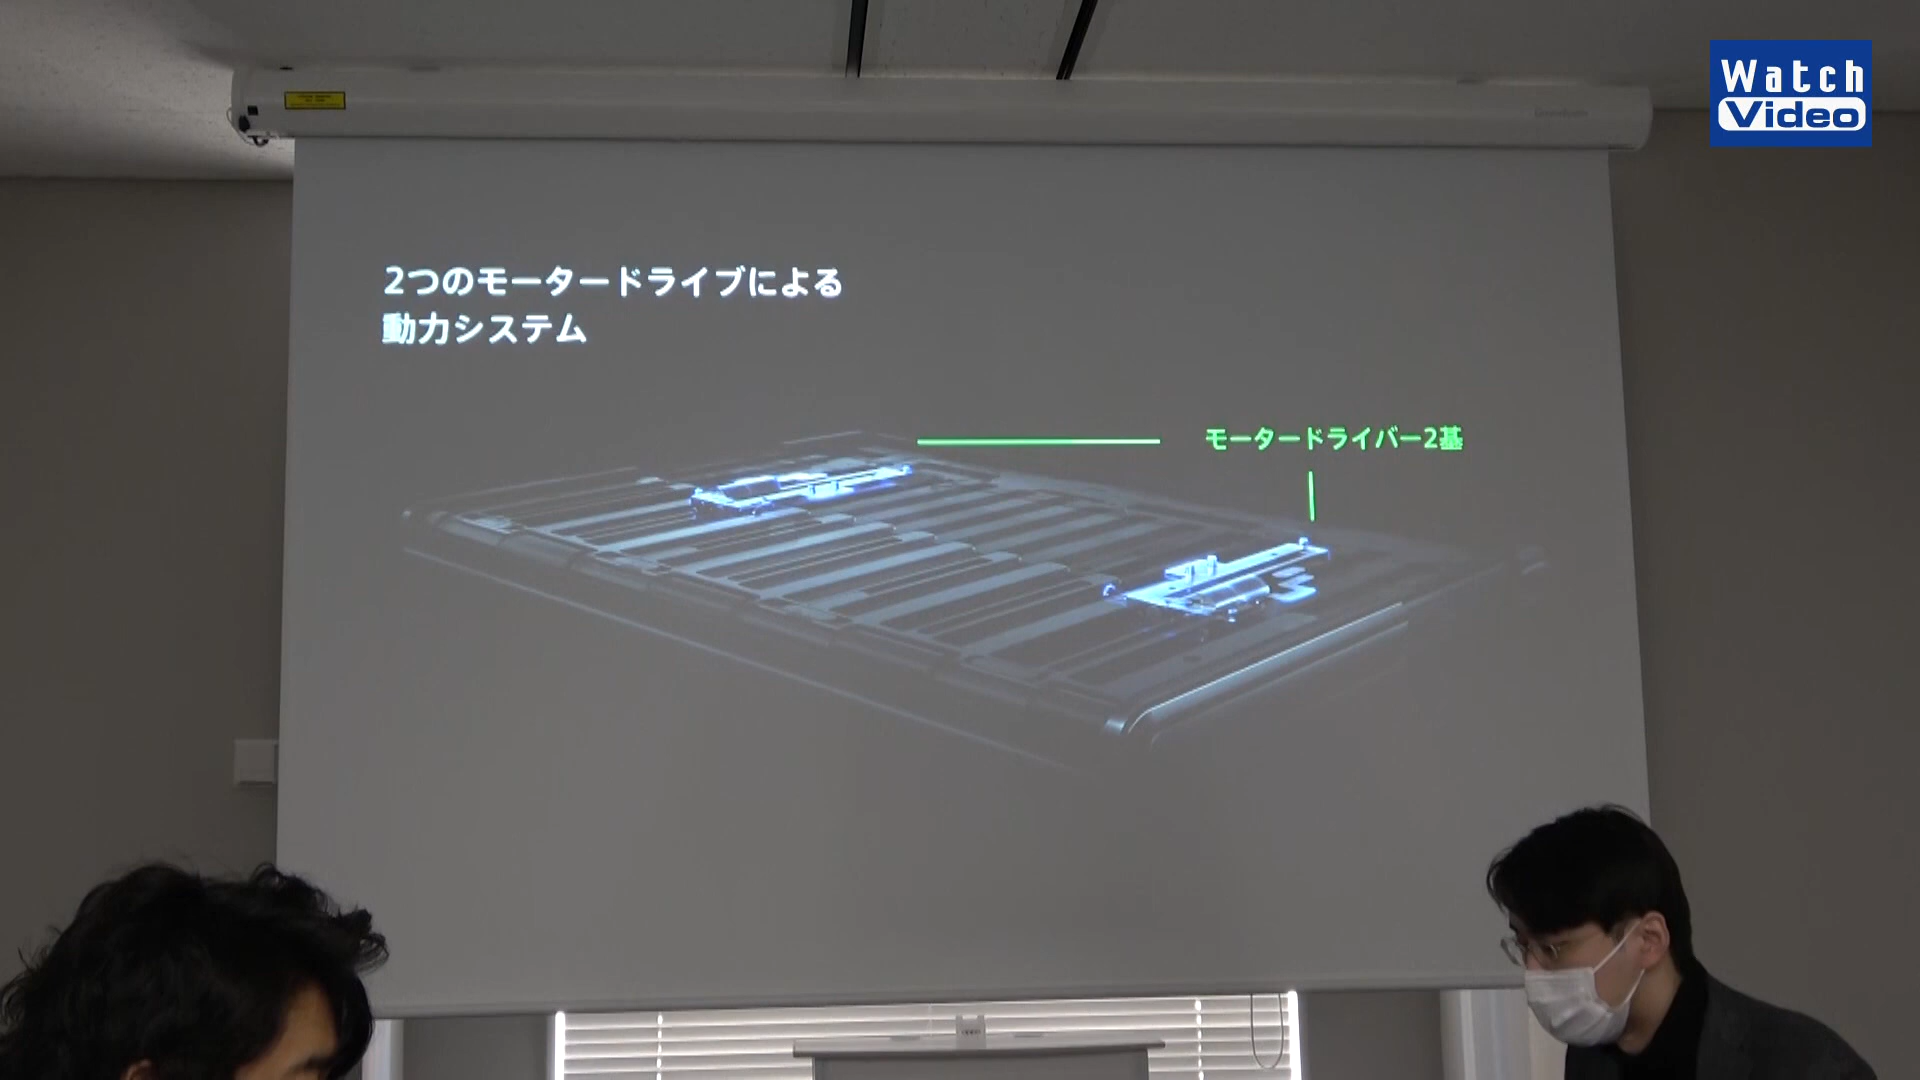 Watch
Video
2つのモータードライブによる
動力システム
モータードライバー2基
oppo